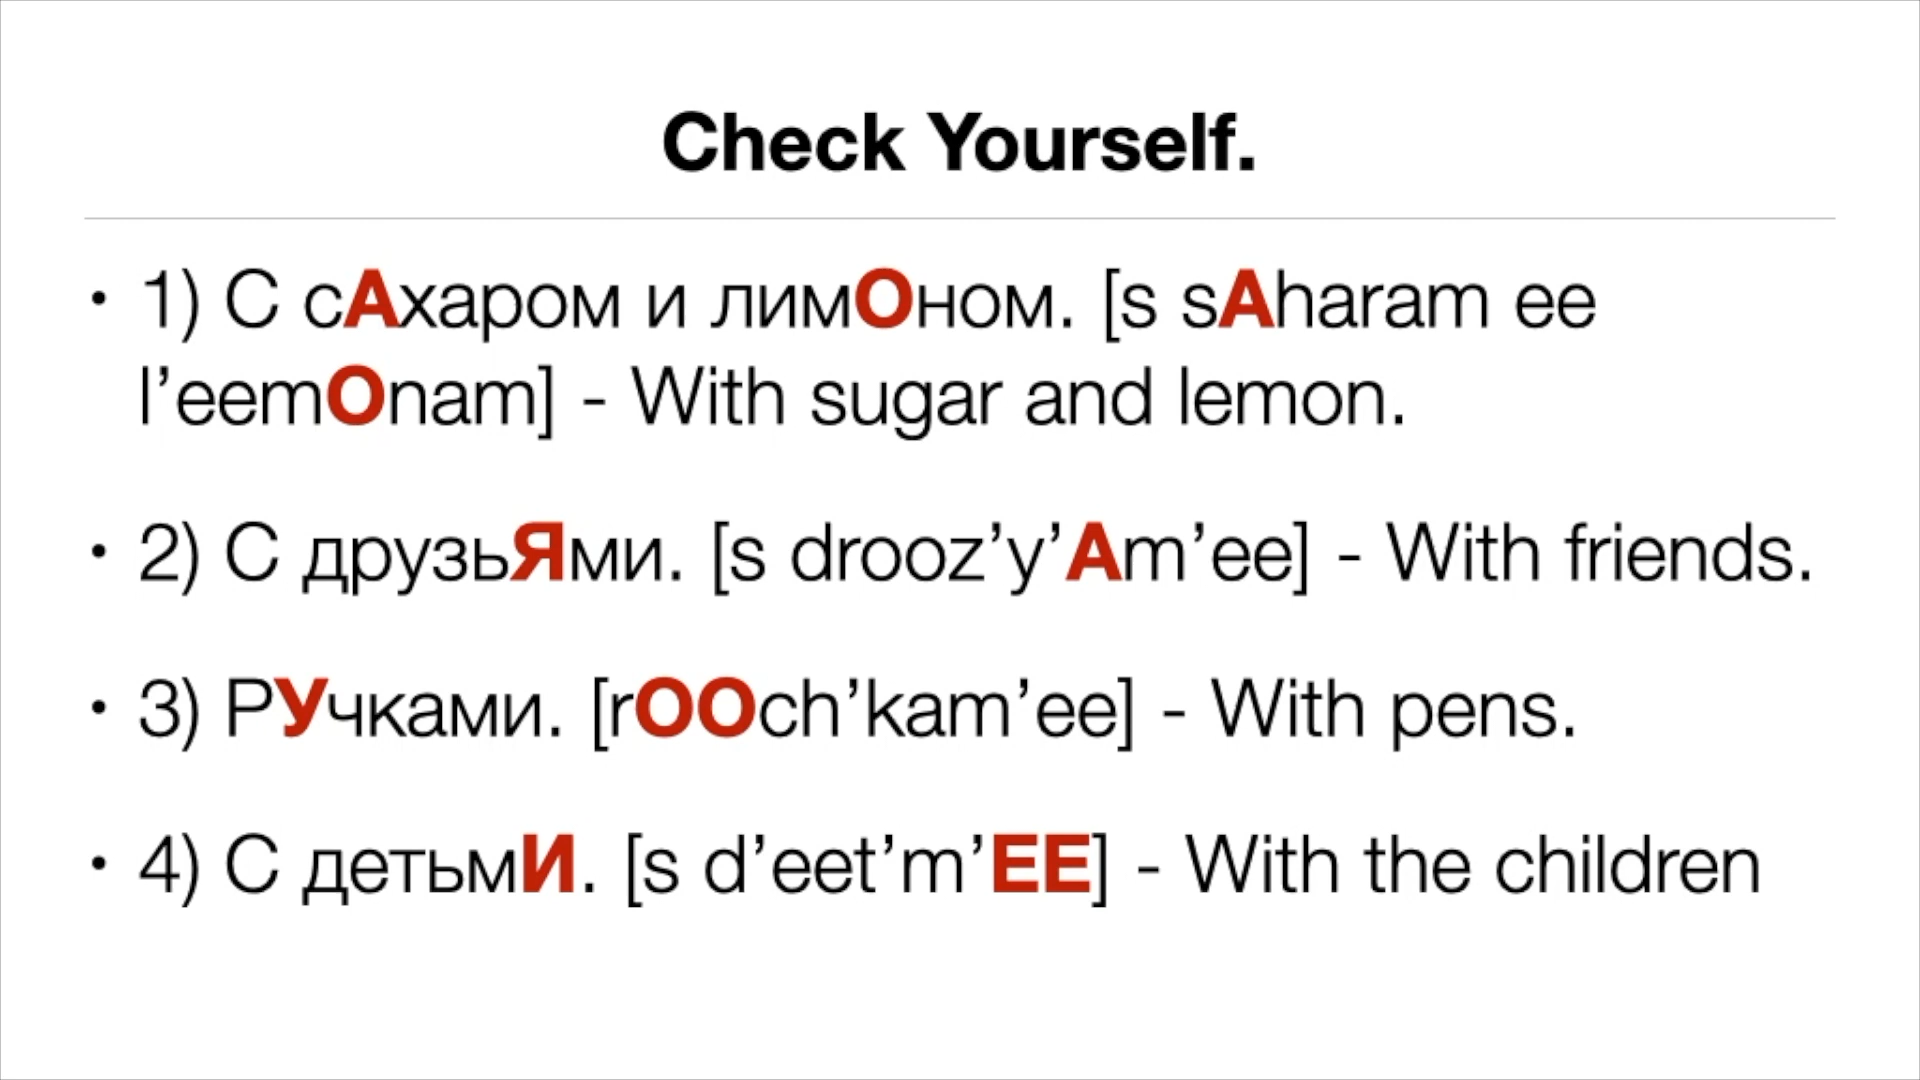 Check Yourself.
• 1) С сАхаром и лимОном. [s sAharam ee
l’eemOnam] - With sugar and lemon.
• 2) С друзьЯми. [s drooz’y’Am’ee] - With friends.
• 3) РУчками. [rOOch’kam’ee] - With pens.
• 4) С детьмИ. [s d’eet’m’EE] - With the children